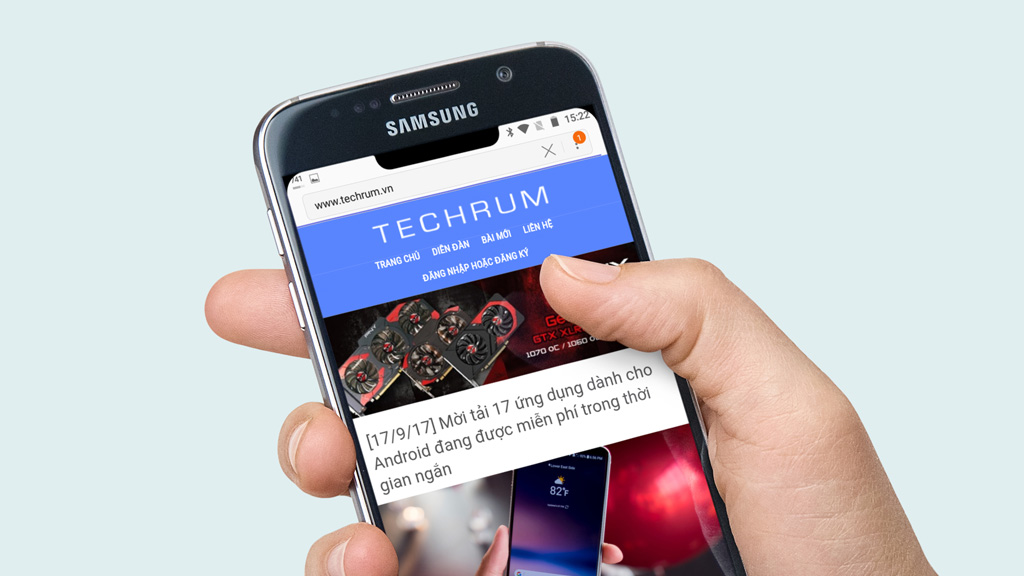 SAMSUNG
15:22
41
www.techrum.vn
1
TECHRUM
TRANG CHỦ DIỄN ĐÀN BÀI MỚI LIÊN HỆ
ĐĂNG NHẬP HOẶC ĐĂNG KÝ
GTX
1070 OC / 1060
[17/9/17] Mời tải 17 ứng dụng dành cho
Android đang được miễn phí trong thời
gian ngắn
82°F